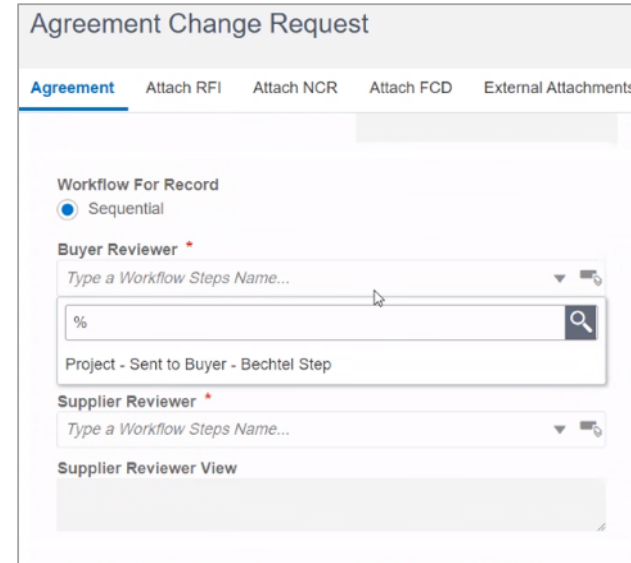 Agreement Change Request
Agreement Attach RFI Attach NCR Attach FCD External Attachments
Workflow For Record
Sequential
Buyer Reviewer *
Type a Workflow Steps Name...
%
Project - Sent to Buyer - Bechtel Step
Supplier Reviewer *
Type a Workflow Steps Name...
Supplier Reviewer View